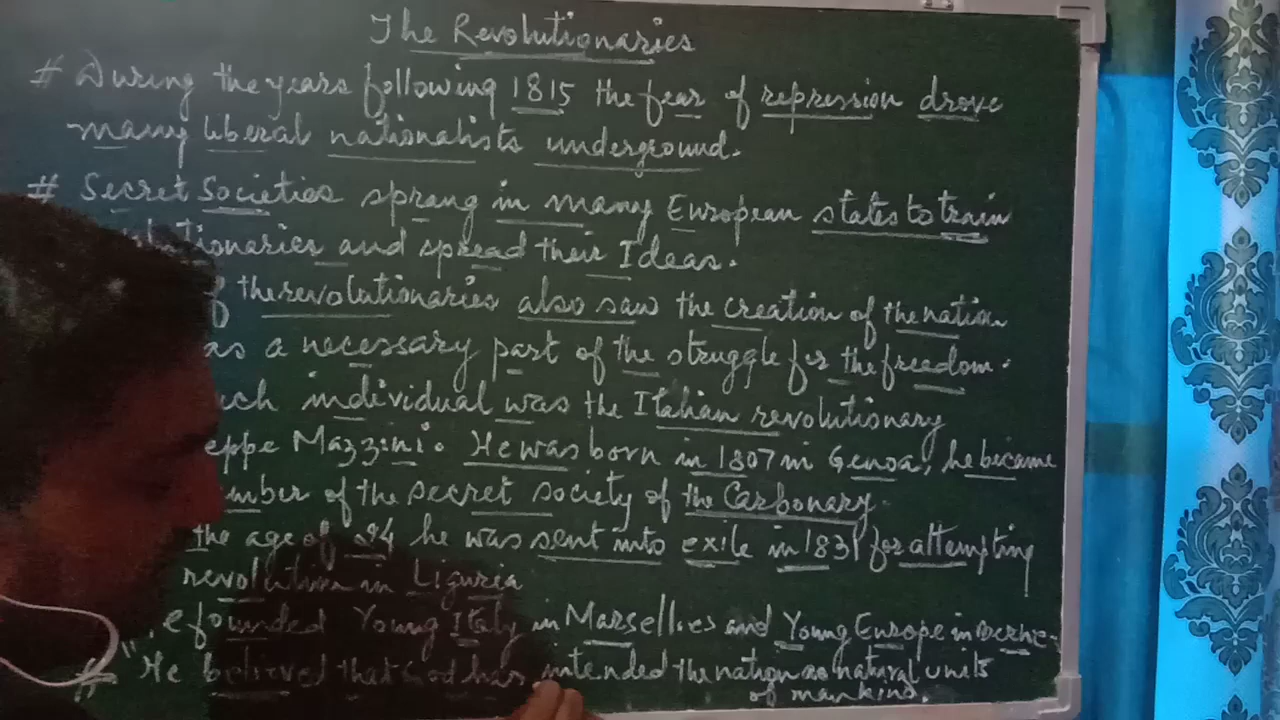 The Revolutionaries
# During the years following 1815 the fear of repression drove
many liberal nationalists underground.
# Secret Societies sprang in many European states to train
tionaries and spread their Ideas.
f the revolutionaries also saw the creation of the nation
as a necessary part of the struggle for the freedom.
uch individual was the Italian revolutionary
eppe Mazzini. He was born in 1807 in Genoa, he became
mber of the secret society of the Carbonary.
the age of 24 he was sent into exile in 1831 for attempting
revolution in Liguria
e founded Young Italy in Marsellies and Young Europe in
# "He believed that God has intended the nation as natural units
of mankind.